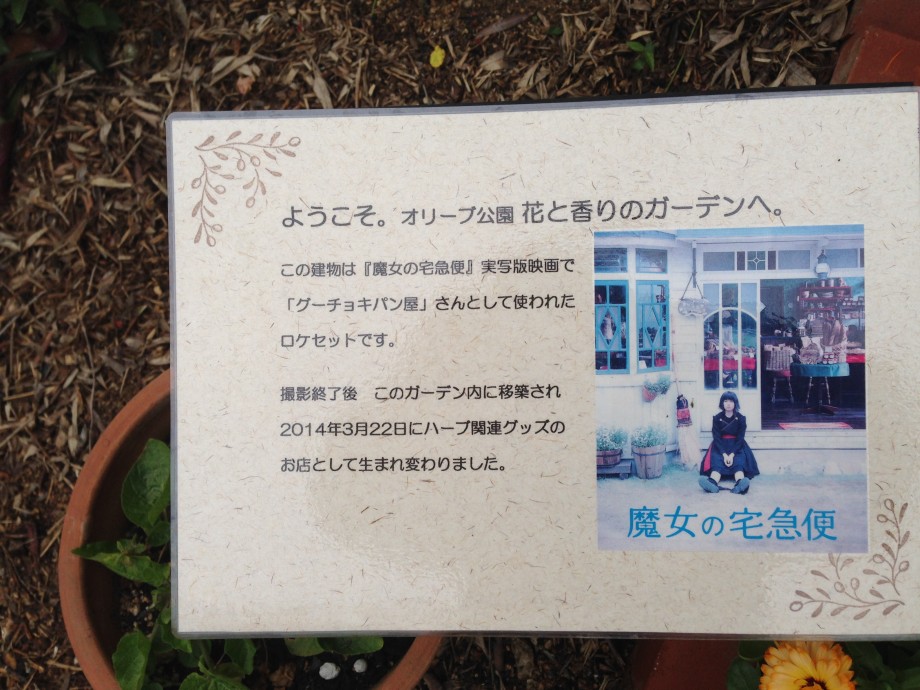 ようこそ。オリーブ公園 花と香りのガーデンへ。
この建物は『魔女の宅急便』実写版映画で
「グーチョキパン屋」さんとして使われた
ロケセットです。
撮影終了後　このガーデン内に移築され
2014年3月22日にハーブ関連グッズの
お店として生まれ変わりました。
魔女の宅急便